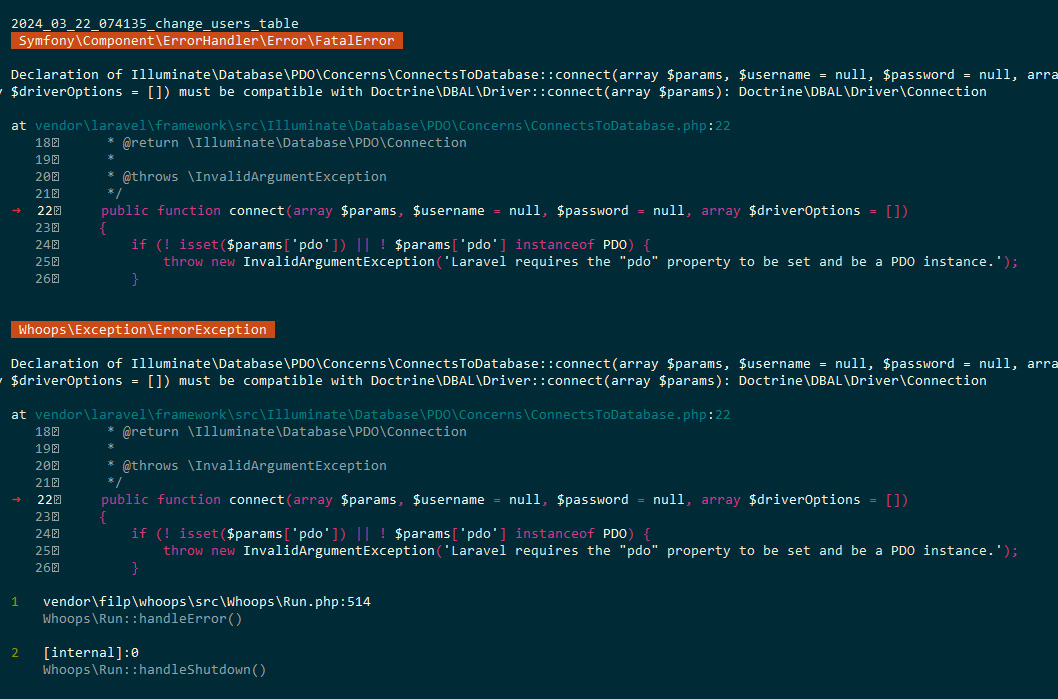 2024_03_22_074135_change_users_table
Symfony\Component\ErrorHandler\Error\FatalError
Declaration of Illuminate\Database\PDO\Concerns\ConnectsToDatabase::connect(array $params, $username = null, $password = null, arra
y $driverOptions = []) must be compatible with Doctrine\DBAL\Driver::connect(array $params): Doctrine\DBAL\Driver\Connection
at vendor\laravel\framework\src\Illuminate\Database\PDO\Concerns\ConnectsToDatabase.php:22
18 * @return \Illuminate\Database\PDO\Connection
19 *
20 * @throws \InvalidArgumentException
21 */
→ 22 public function connect(array $params, $username = null, $password = null, array $driverOptions = [])
23 {
24 if (! isset($params['pdo']) || ! $params['pdo'] instanceof PDO) {
25 throw new InvalidArgumentException('Laravel requires the "pdo" property to be set and be a PDO instance.');
26 }
Whoops\Exception\ErrorException
Declaration of Illuminate\Database\PDO\Concerns\ConnectsToDatabase::connect(array $params, $username = null, $password = null, arra
y $driverOptions = []) must be compatible with Doctrine\DBAL\Driver::connect(array $params): Doctrine\DBAL\Driver\Connection
at vendor\laravel\framework\src\Illuminate\Database\PDO\Concerns\ConnectsToDatabase.php:22
18 * @return \Illuminate\Database\PDO\Connection
19 *
20 * @throws \InvalidArgumentException
21 */
→ 22 public function connect(array $params, $username = null, $password = null, array $driverOptions = [])
23 {
24 if (! isset($params['pdo']) || ! $params['pdo'] instanceof PDO) {
25 throw new InvalidArgumentException('Laravel requires the "pdo" property to be set and be a PDO instance.');
26 }
1 vendor\filp\whoops\src\Whoops\Run.php:514
Whoops\Run::handleError()
2 [internal]:0
Whoops\Run::handleShutdown()